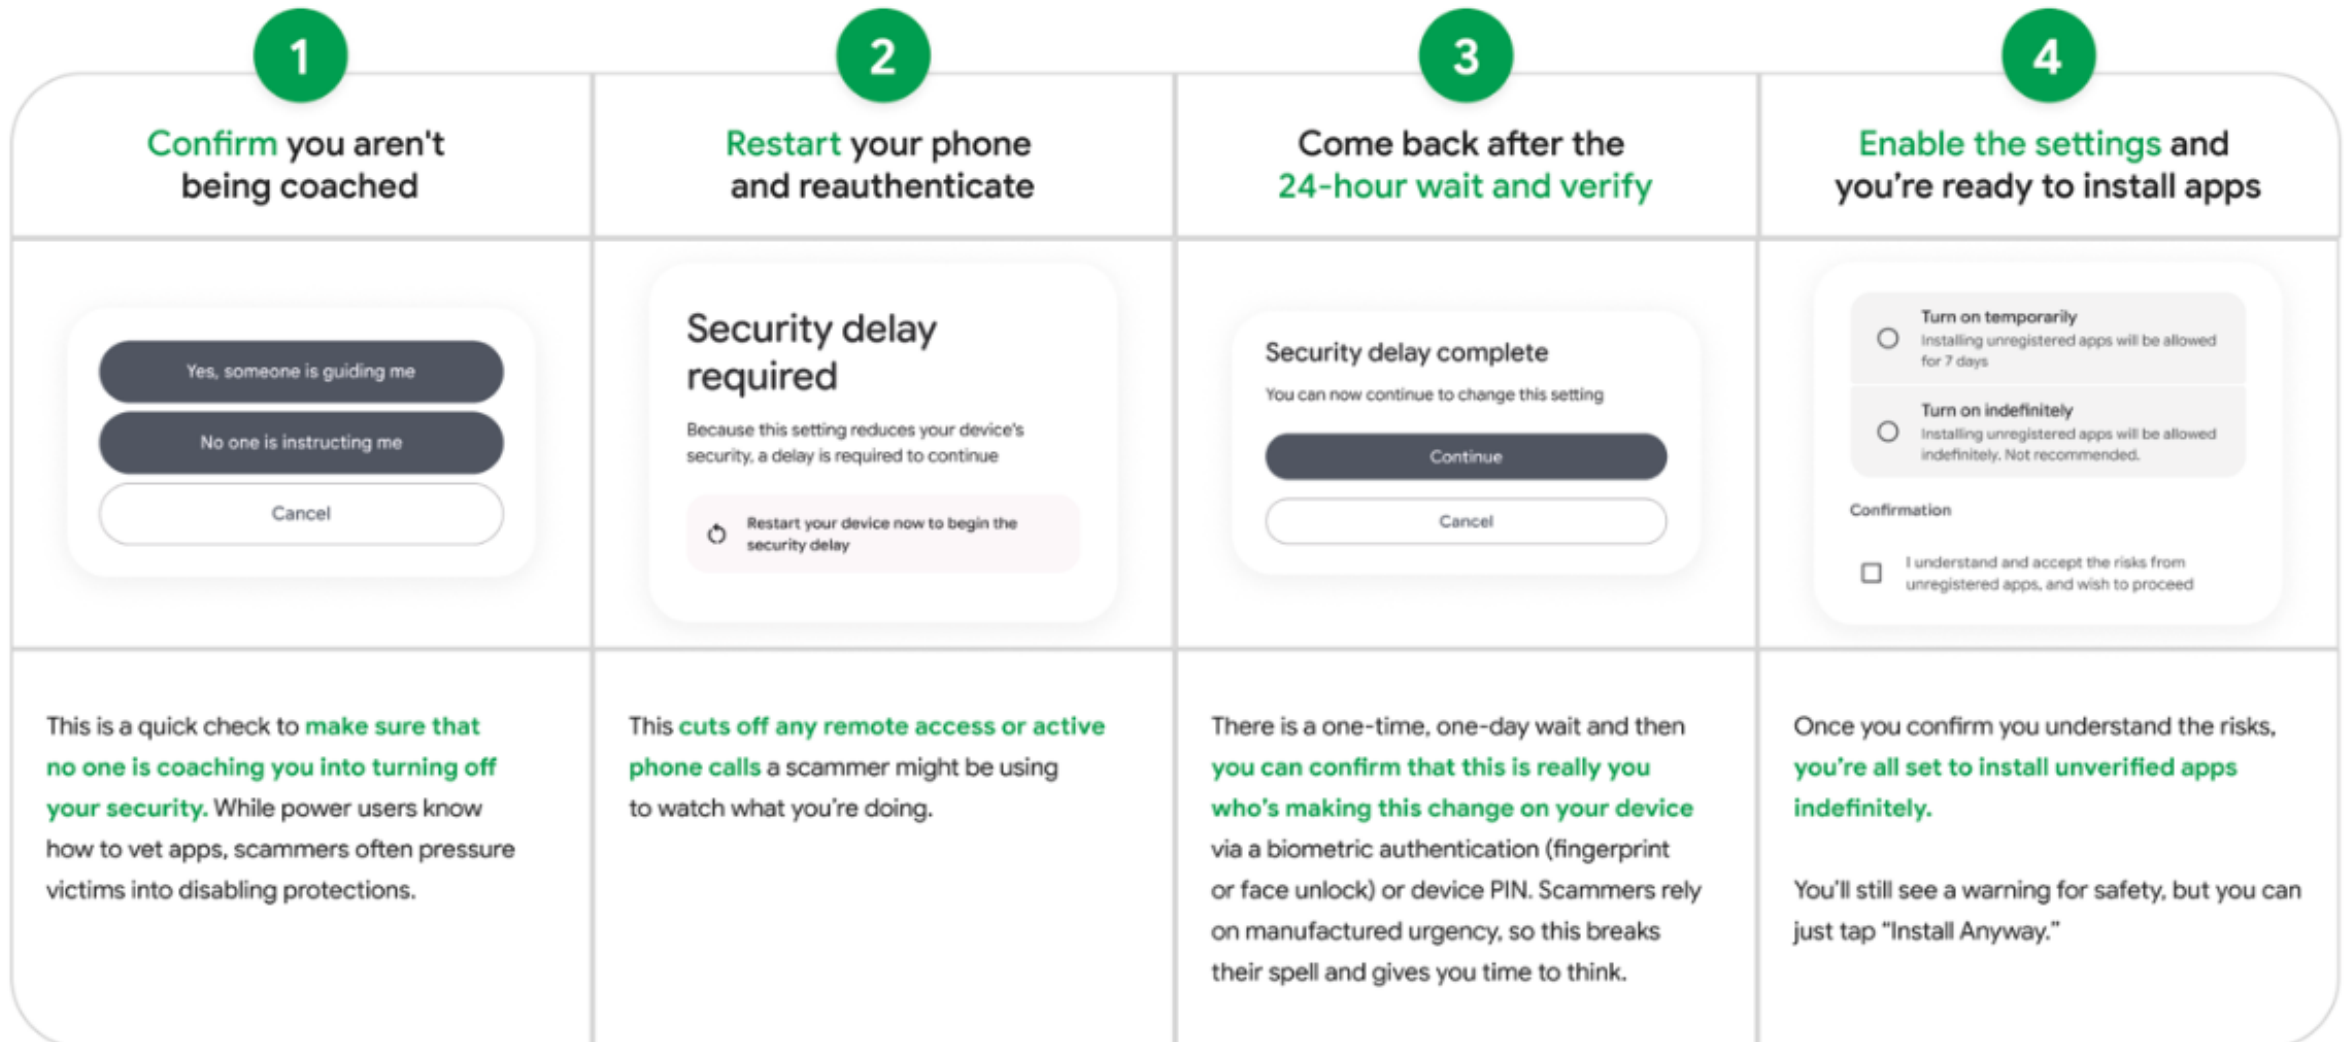 1
Confirm you aren't
being coached
Yes, someone is guiding me
No one is instructing me
Cancel
This is a quick check to make sure that
no one is coaching you into turning off
your security. While power users know
how to vet apps, scammers often pressure
victims into disabling protections.
2
Restart your phone
and reauthenticate
Security delay
required
Because this setting reduces your device's
security, a delay is required to continue
Restart your device now to begin the
security delay
This cuts off any remote access or active
phone calls a scammer might be using
to watch what you're doing.
3
Come back after the
24-hour wait and verify
Security delay complete
You can now continue to change this setting
Continue
Cancel
There is a one-time, one-day wait and then
you can confirm that this is really you
who's making this change on your device
via a biometric authentication (fingerprint
or face unlock) or device PIN. Scammers rely
on manufactured urgency, so this breaks
their spell and gives you time to think.
4
Enable the settings and
you're ready to install apps
Turn on temporarily
Installing unregistered apps will be allowed
for 7 days
Turn on indefinitely
Installing unregistered apps will be allowed
indefinitely. Not recommended.
Confirmation
I understand and accept the risks from
unregistered apps, and wish to proceed
Once you confirm you understand the risks,
you're all set to install unverified apps
indefinitely.
You'll still see a warning for safety, but you can
just tap “Install Anyway.”